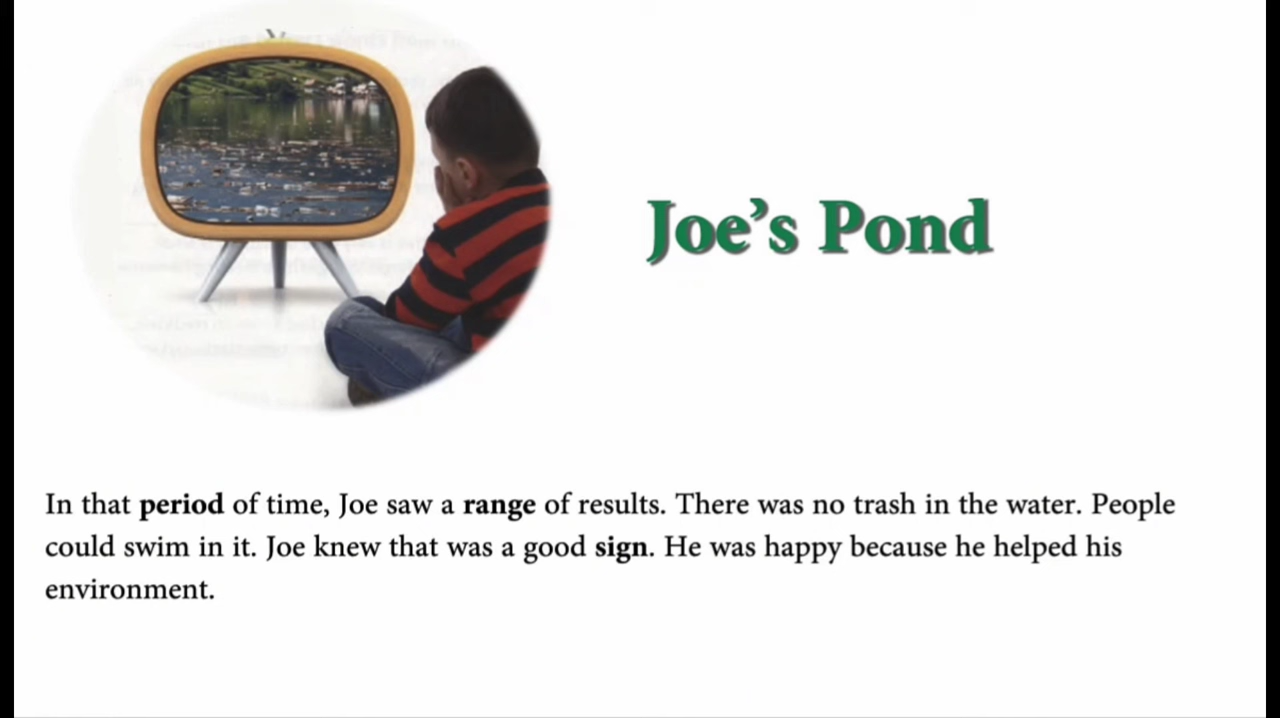 Joe's Pond
In that period of time, Joe saw a range of results. There was no trash in the water. People
could swim in it. Joe knew that was a good sign. He was happy because he helped his
environment.